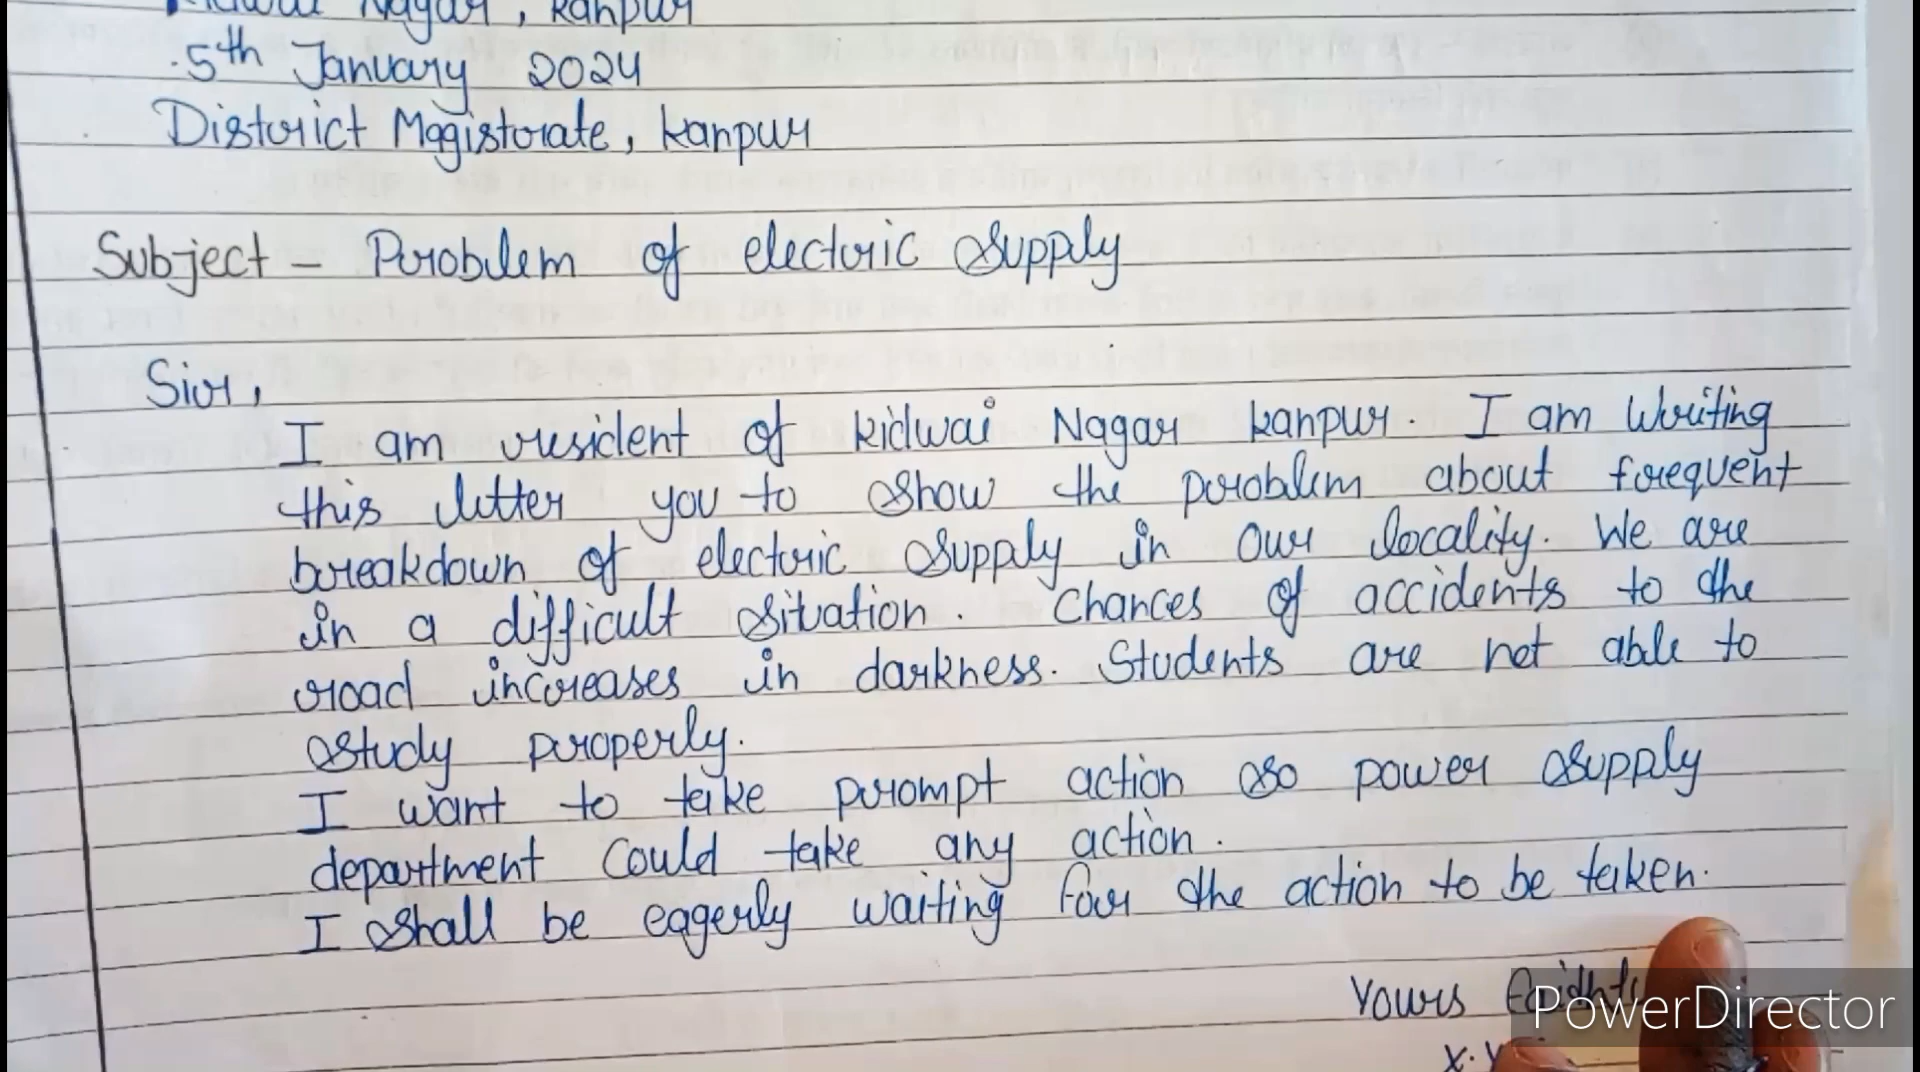 Kidwai Nagar, Kanpur
5th January 2024
District Magistrate, Kanpur
Subject - Problem of electric supply
Sir,
I am resident of Kidwai Nagar Kanpur. I am Writing
this letter you to show the problem about frequent
breakdown of electric supply in our locality. We are
in a difficult situation. Chances of accidents to the
road increases in darkness. Students are not able to
study properly.
I want to take prompt action so power supply
department Could take any action.
I shall be eagerly waiting for the action to be taken.
Yours
PowerDirector